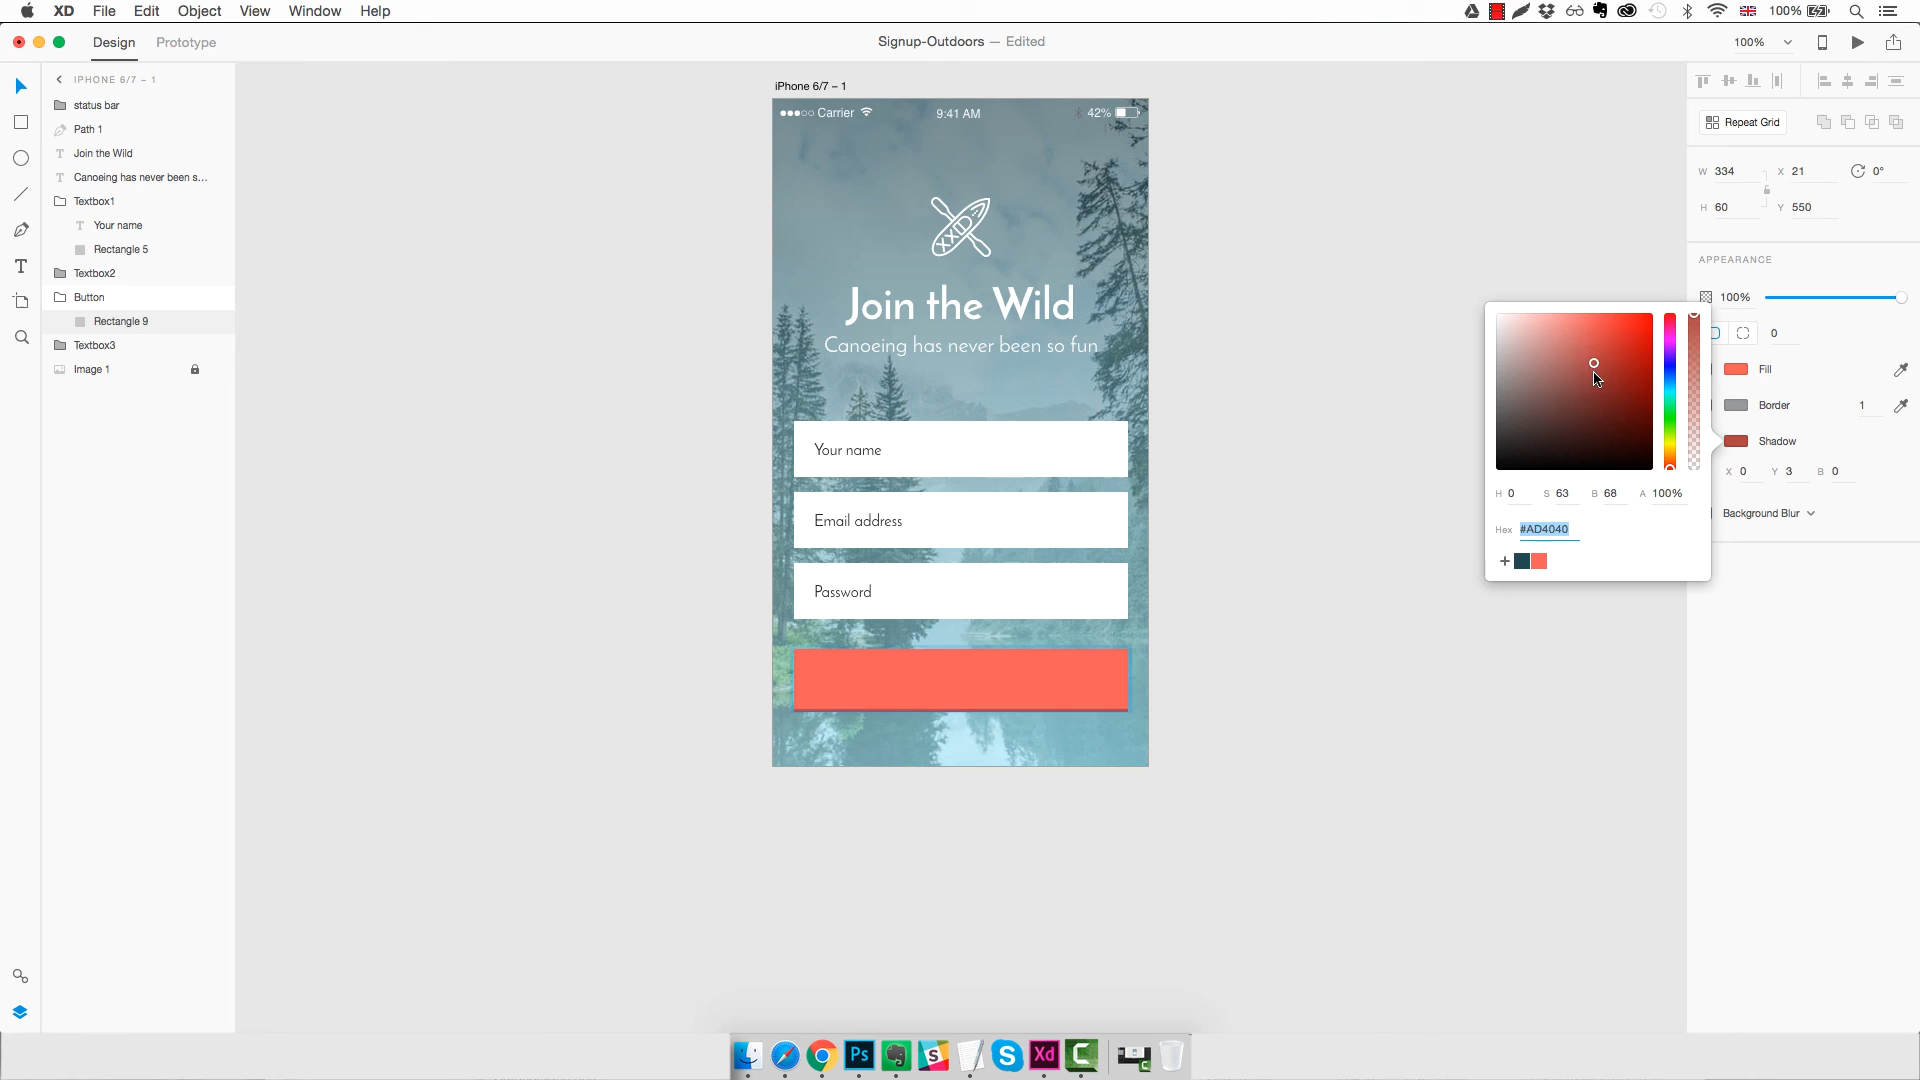 XD File Edit Object View Window Help
100%
Design Prototype
Signup-Outdoors — Edited
100%
IPHONE 6/7 – 1
status bar
Path 1
Join the Wild
Canoeing has never been s...
Textbox1
Your name
Rectangle 5
Textbox2
Button
Rectangle 9
Textbox3
Image 1
iPhone 6/7 – 1
Carrier 9:41 AM 42%
Join the Wild
Canoeing has never been so fun
Your name
Email address
Password
Repeat Grid
W 334 X 21 0°
H 60 Y 550
APPEARANCE
100%
0
Fill
Border 1
Shadow
X 0 Y 3 B 0
Background Blur
H 0 S 63 B 68 A 100%
Hex #AD4040
Ps
S
S
Xd
C